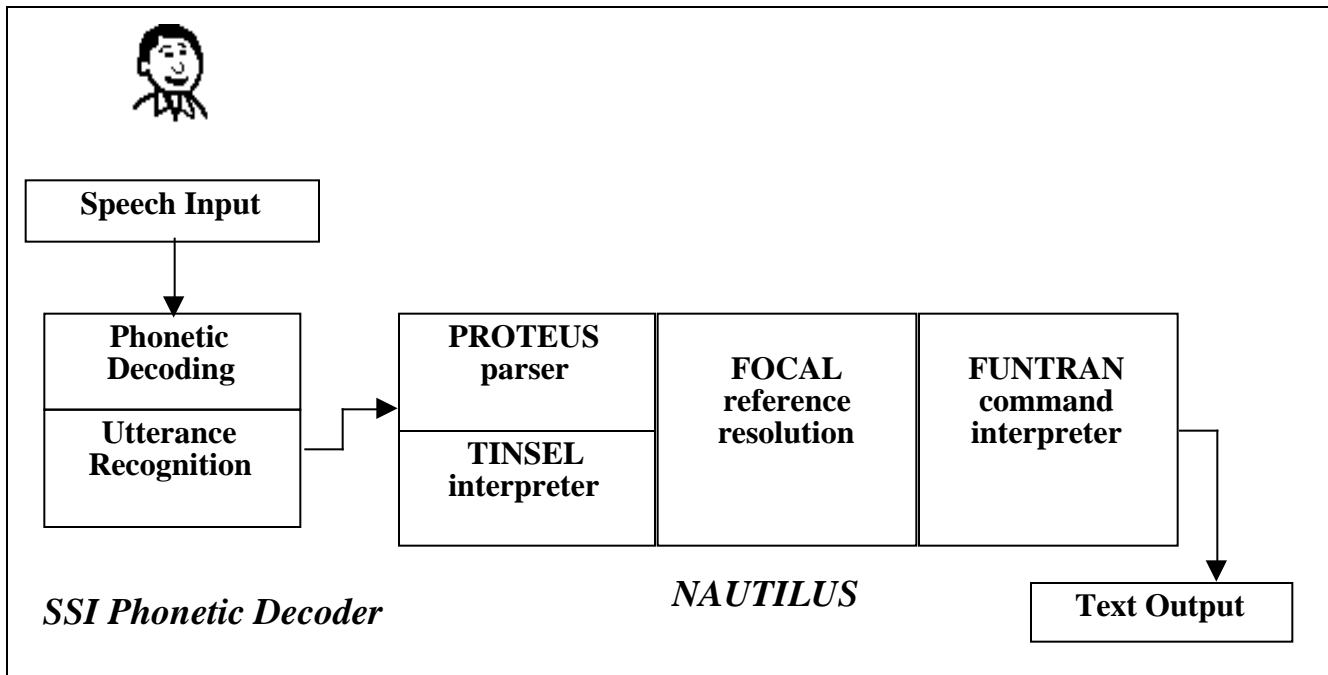 Speech Input
Phonetic
Decoding
Utterance
Recognition
SSI Phonetic Decoder
PROTEUS
parser
TINSEL
interpreter
FOCAL
reference
resolution
FUNTRAN
command
interpreter
NAUTILUS
Text Output